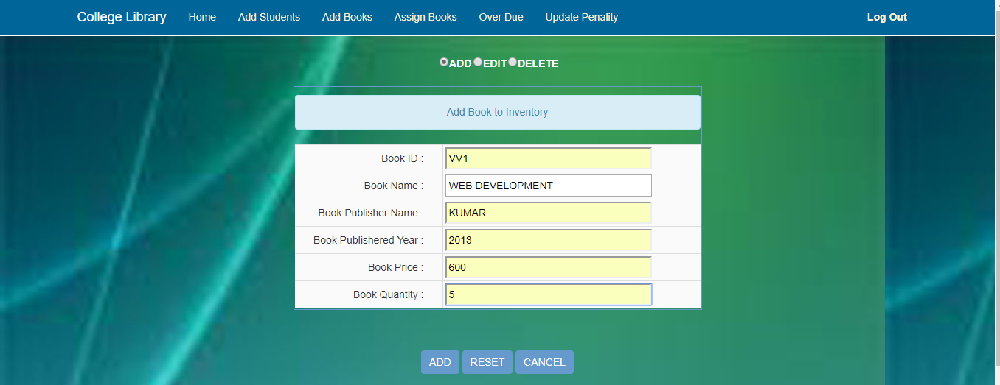 College Library Home Add Students Add Books Assign Books Over Due Update Penality Log Out
ADD EDIT DELETE
Add Book to Inventory
Book ID : VV1
Book Name : WEB DEVELOPMENT
Book Publisher Name : KUMAR
Book Publishered Year : 2013
Book Price : 600
Book Quantity : 5
ADD RESET CANCEL